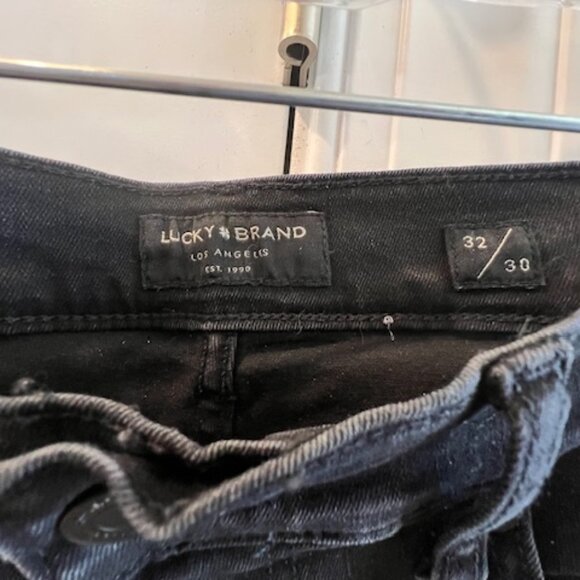 LUCKY BRAND
LOS ANGELES
EST. 1990
32/30